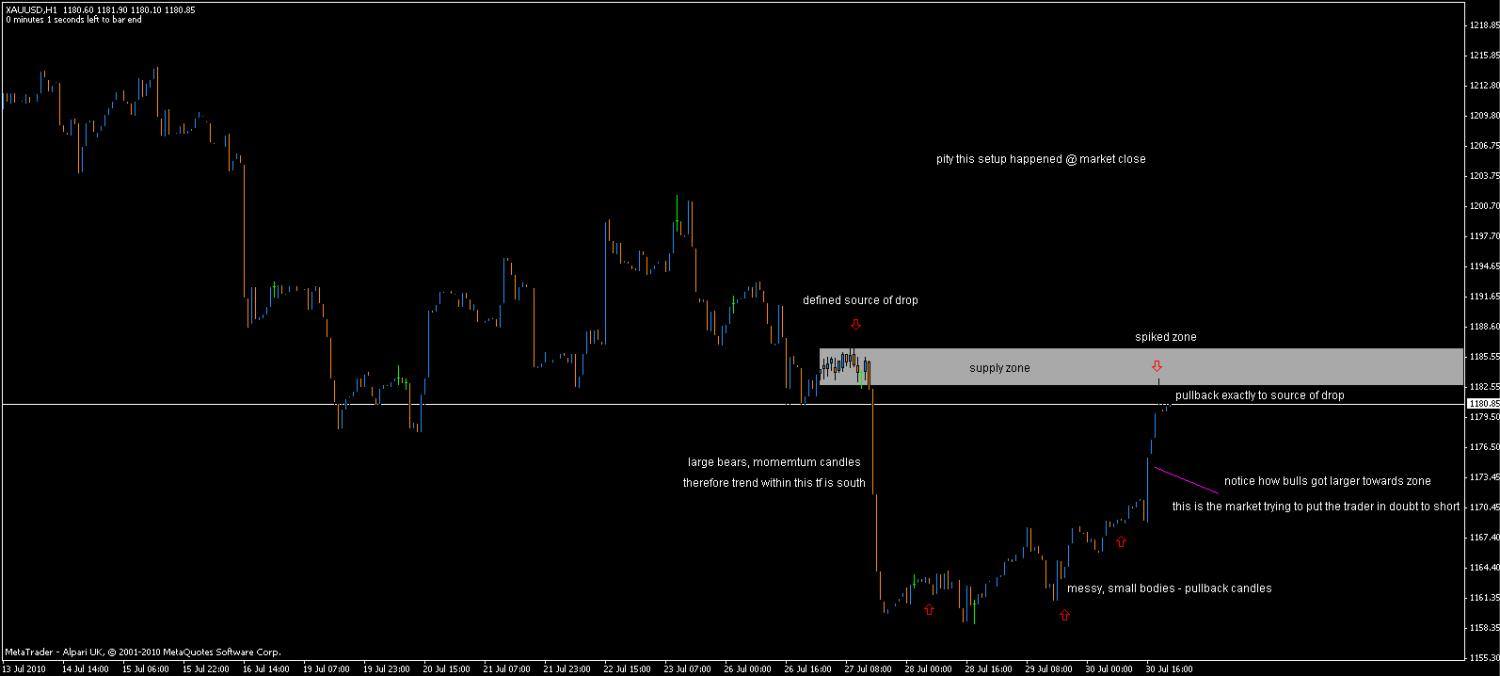 XAUUSD,H1 1180.60 1181.90 1180.10 1180.85
0 minutes 1 seconds left to bar end
1218.85
1215.85
1212.80
1209.80
pity this setup happened @ market close
1206.75
1203.75
1200.70
1197.70
1194.65
defined source of drop
1191.65
1188.60
spiked zone
1185.55
supply zone
1182.55
pullback exactly to source of drop
1180.85
1179.50
1176.50
large bears, momemtum candles
therefore trend within this tf is south
1173.45
notice how bulls got larger towards zone
this is the market trying to put the trader in doubt to short
1170.45
1167.40
1164.40
messy, small bodies - pullback candles
1161.35
1158.35
MetaTrader - Alpari UK, © 2001-2010 MetaQuotes Software Corp.
1155.30
13 Jul 2010 14 Jul 14:00 15 Jul 06:00 15 Jul 22:00 16 Jul 14:00 19 Jul 07:00 19 Jul 23:00 20 Jul 15:00 21 Jul 07:00 21 Jul 23:00 22 Jul 15:00 23 Jul 07:00 26 Jul 00:00 26 Jul 16:00 27 Jul 08:00 28 Jul 00:00 28 Jul 16:00 29 Jul 08:00 30 Jul 00:00 30 Jul 16:00